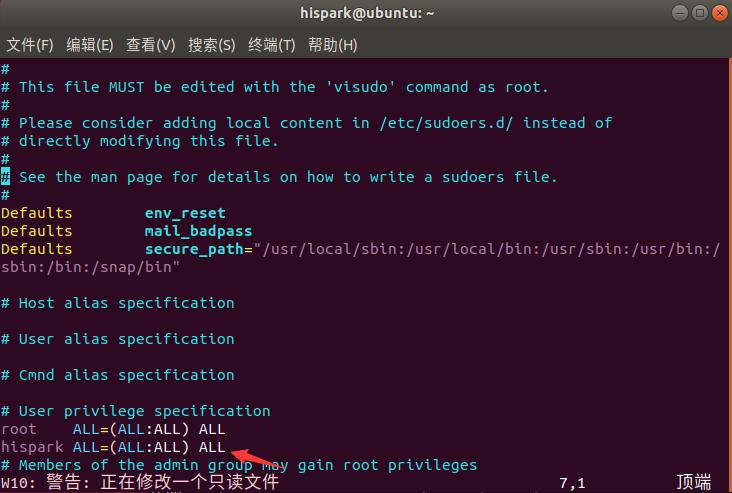 hispark@ubuntu: ~
文件(F) 编辑(E) 查看(V) 搜索(S) 终端(T) 帮助(H)
#
# This file MUST be edited with the 'visudo' command as root.
#
# Please consider adding local content in /etc/sudoers.d/ instead of
# directly modifying this file.
#
# See the man page for details on how to write a sudoers file.
#
Defaults        env_reset
Defaults        mail_badpass
Defaults        secure_path="/usr/local/sbin:/usr/local/bin:/usr/sbin:/usr/bin:/
sbin:/bin:/snap/bin"
# Host alias specification
# User alias specification
# Cmnd alias specification
# User privilege specification
root    ALL=(ALL:ALL) ALL
hispark ALL=(ALL:ALL) ALL
# Members of the admin group may gain root privileges
W10: 警告: 正在修改一个只读文件 7,1 顶端